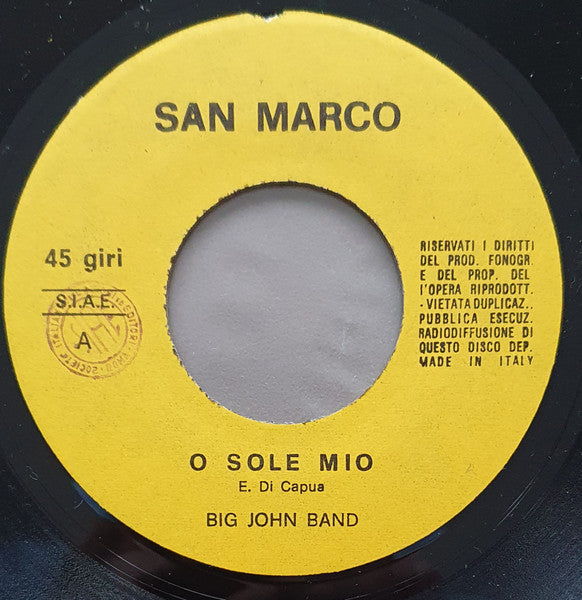 SAN MARCO
45 giri
S.I.A.E.
A
RISERVATI I DIRITTI
DEL PROD. FONOGR.
E DEL PROP. DEL
L'OPERA RIPRODOTT.
-VIETATA DUPLICAZ.
PUBBLICA ESECUZ.
RADIODIFFUSIONE DI
QUESTO DISCO DEP.
MADE IN ITALY
O SOLE MIO
E. Di Capua
BIG JOHN BAND